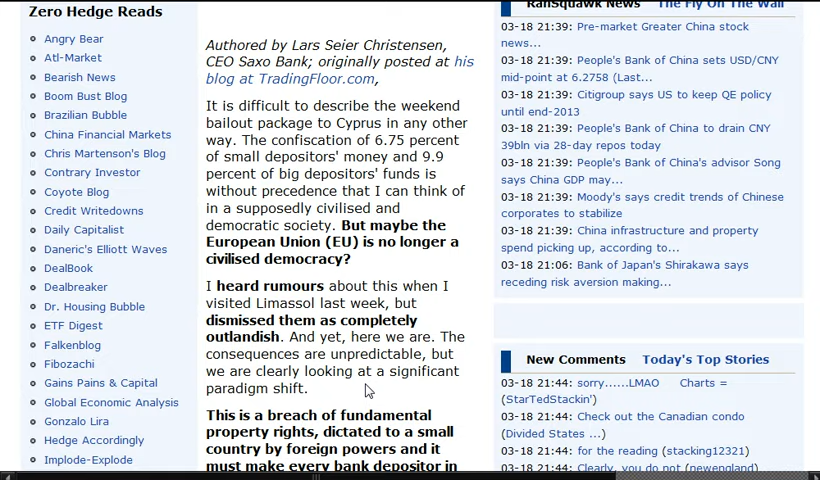 Zero Hedge Reads
Angry Bear
Atl-Market
Bearish News
Boom Bust Blog
Brazilian Bubble
China Financial Markets
Chris Martenson's Blog
Contrary Investor
Coyote Blog
Credit Writedowns
Daily Capitalist
Daneric's Elliott Waves
DealBook
Dealbreaker
Dr. Housing Bubble
ETF Digest
Falkenblog
Fibozachi
Gains Pains & Capital
Global Economic Analysis
Gonzalo Lira
Hedge Accordingly
Implode-Explode
Authored by Lars Seier Christensen,
CEO Saxo Bank; originally posted at his
blog at TradingFloor.com,
It is difficult to describe the weekend
bailout package to Cyprus in any other
way. The confiscation of 6.75 percent
of small depositors' money and 9.9
percent of big depositors' funds is
without precedence that I can think of
in a supposedly civilised and
democratic society. But maybe the
European Union (EU) is no longer a
civilised democracy?
I heard rumours about this when I
visited Limassol last week, but
dismissed them as completely
outlandish. And yet, here we are. The
consequences are unpredictable, but
we are clearly looking at a significant
paradigm shift.
This is a breach of fundamental
property rights, dictated to a small
country by foreign powers and it
must make every bank depositor in
RanSquawk News The Fly On The Wall
03-18 21:39: Pre-market Greater China stock
news...
03-18 21:39: People's Bank of China sets USD/CNY
mid-point at 6.2758 (Last...
03-18 21:39: Citigroup says US to keep QE policy
until end-2013
03-18 21:39: People's Bank of China to drain CNY
39bln via 28-day repos today
03-18 21:39: People's Bank of China's advisor Song
says China GDP may...
03-18 21:39: Moody's says credit trends of Chinese
corporates to stabilize
03-18 21:39: China infrastructure and property
spend picking up, according to...
03-18 21:06: Bank of Japan's Shirakawa says
receding risk aversion making...
New Comments Today's Top Stories
03-18 21:44: sorry......LMAO Charts =
(StarTedStackin')
03-18 21:44: Check out the Canadian condo
(Divided States ...)
03-18 21:44: for the reading (stacking12321)
03-18 21:44: Clearly, you do not (newengland)